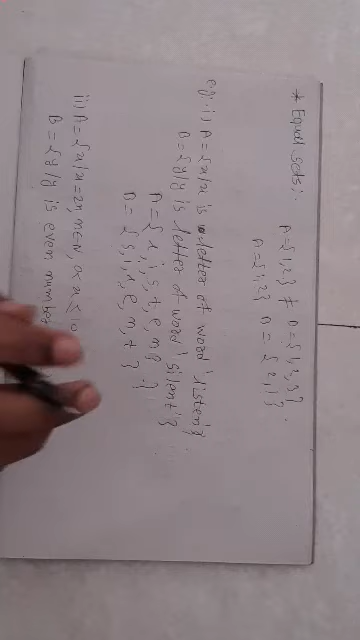 * Equal sets:
A={1,2} ≠ B={1,2,3}
A={1,2} B = {2,1}
e.g. i) A={x/x is a letter of word 'listen'}
B={y/y is letter of word 'silent'}
A={l,i,s,t,e,n}
B={s,i,l,e,n,t}
ii) A={x/x=2n, n∈N, 0<x≤10
B={y/y is even number